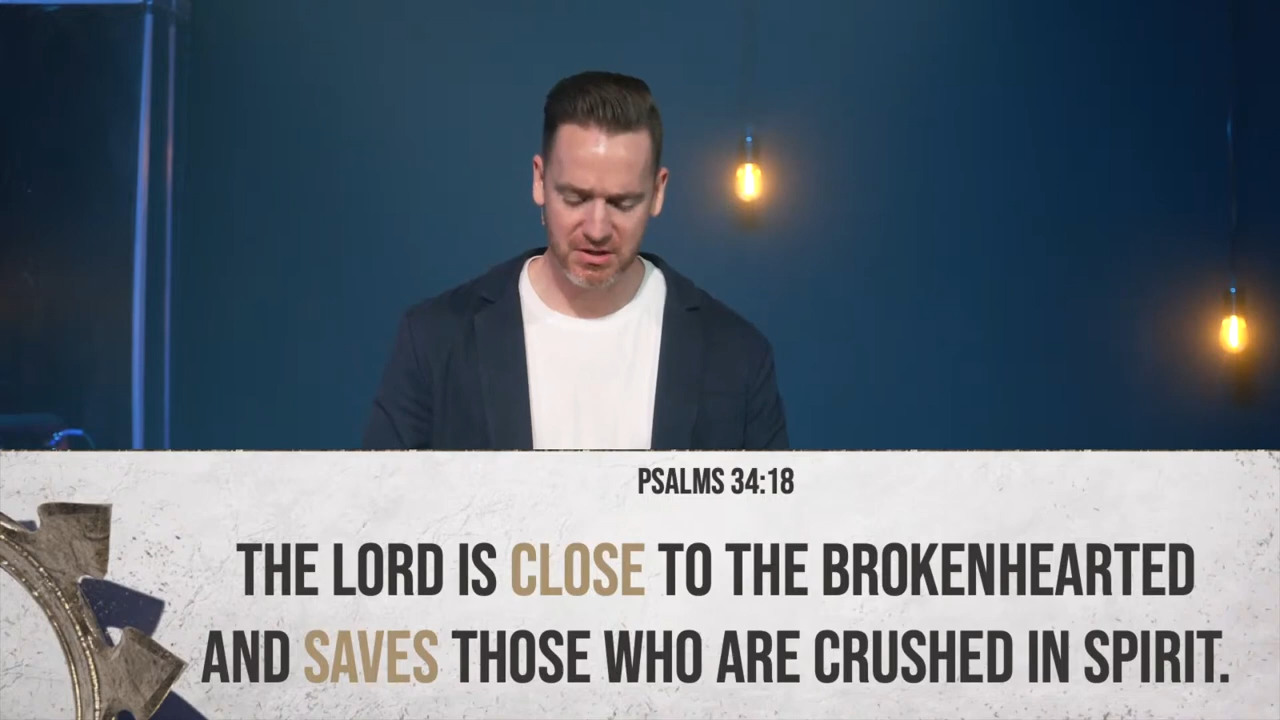 PSALMS 34:18
THE LORD IS CLOSE TO THE BROKENHEARTED
AND SAVES THOSE WHO ARE CRUSHED IN SPIRIT.